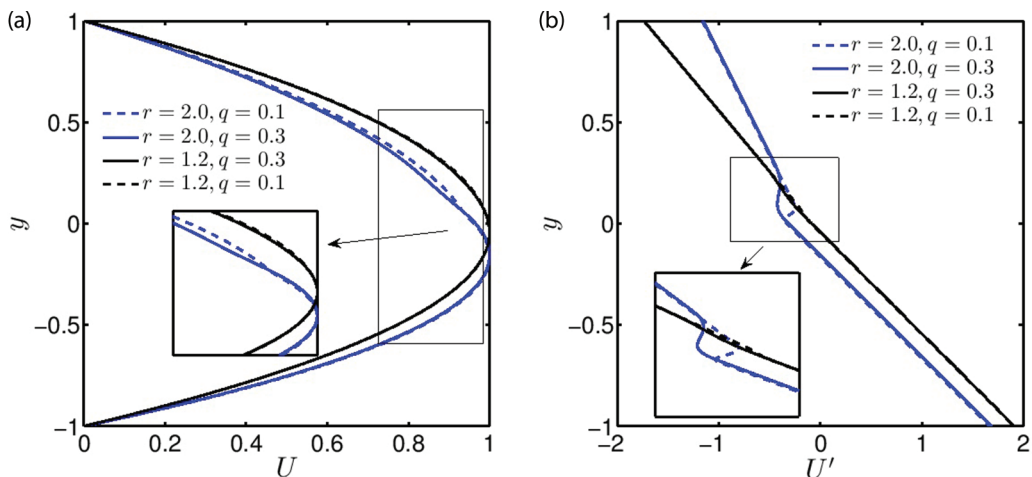 (a)
1
0.5
0
−0.5
−1
y
0 0.2 0.4 0.6 0.8 1
U
r = 2.0, q = 0.1
r = 2.0, q = 0.3
r = 1.2, q = 0.3
r = 1.2, q = 0.1
(b)
1
0.5
0
−0.5
−1
y
−2 −1 0 1 2
U′
r = 2.0, q = 0.1
r = 2.0, q = 0.3
r = 1.2, q = 0.3
r = 1.2, q = 0.1